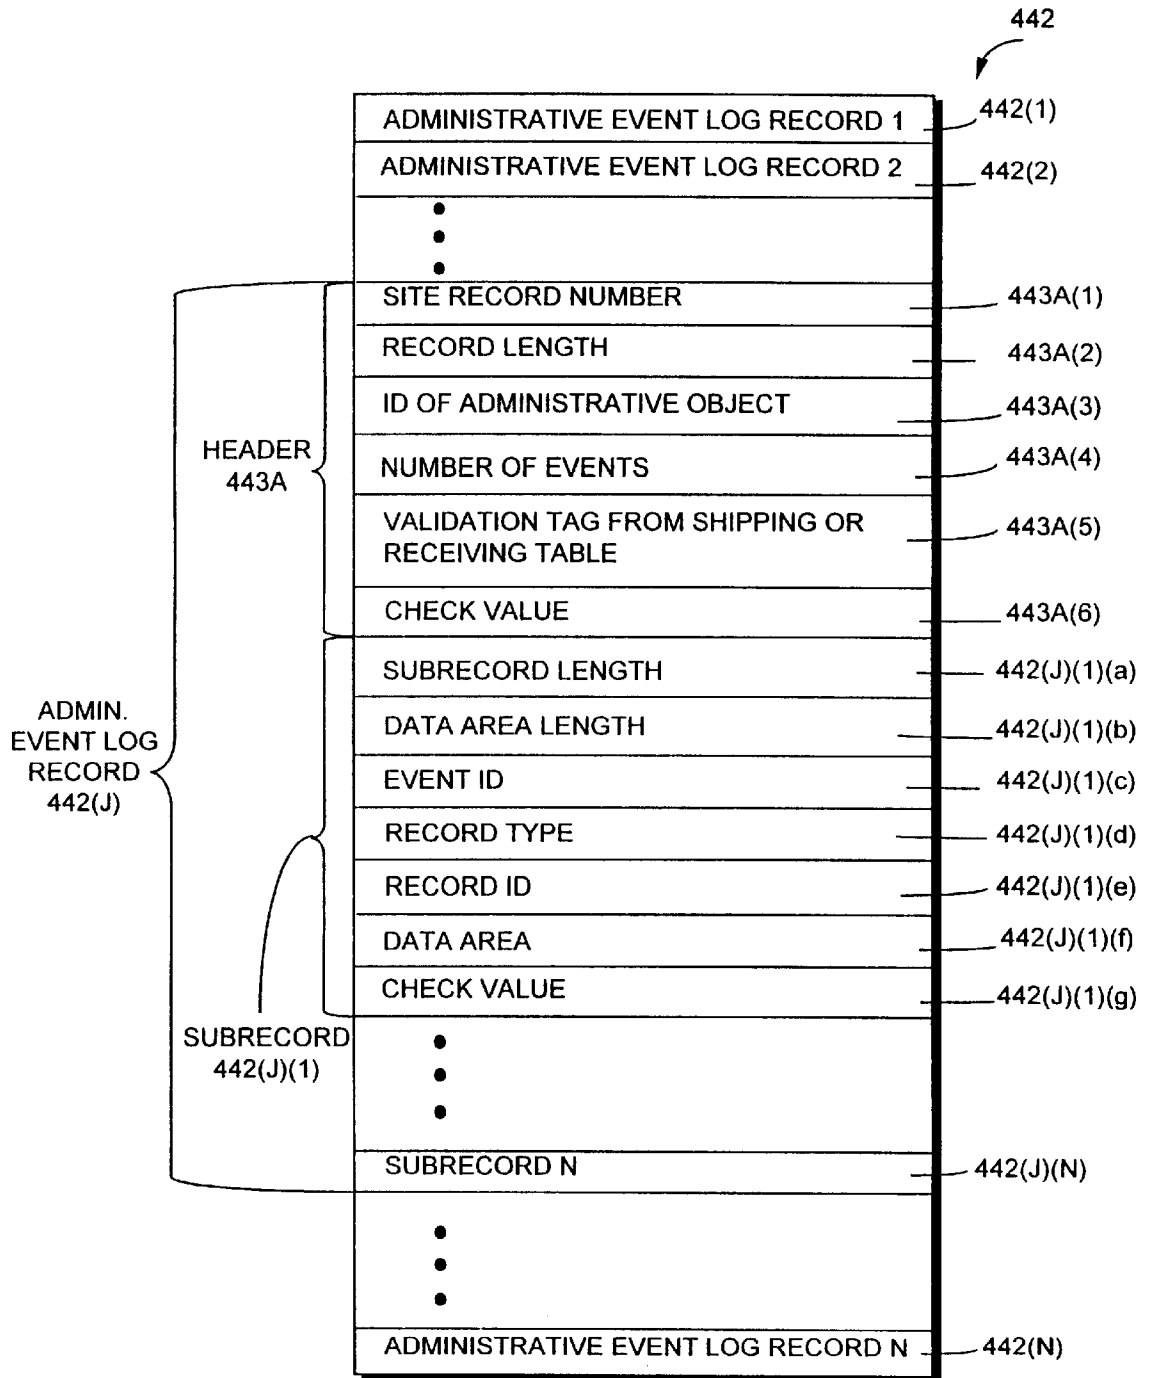 442
ADMINISTRATIVE EVENT LOG RECORD 1
442(1)
ADMINISTRATIVE EVENT LOG RECORD 2
442(2)
SITE RECORD NUMBER
443A(1)
RECORD LENGTH
443A(2)
ID OF ADMINISTRATIVE OBJECT
443A(3)
HEADER
443A
NUMBER OF EVENTS
443A(4)
VALIDATION TAG FROM SHIPPING OR
RECEIVING TABLE
443A(5)
CHECK VALUE
443A(6)
SUBRECORD LENGTH
442(J)(1)(a)
ADMIN.
EVENT LOG
RECORD
442(J)
DATA AREA LENGTH
442(J)(1)(b)
EVENT ID
442(J)(1)(c)
RECORD TYPE
442(J)(1)(d)
RECORD ID
442(J)(1)(e)
DATA AREA
442(J)(1)(f)
CHECK VALUE
442(J)(1)(g)
SUBRECORD
442(J)(1)
SUBRECORD N
442(J)(N)
ADMINISTRATIVE EVENT LOG RECORD N
442(N)